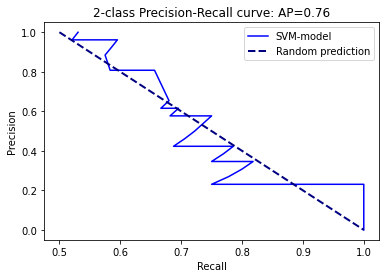 2-class Precision-Recall curve: AP=0.76
SVM-model
Random prediction
Precision
1.0
0.8
0.6
0.4
0.2
0.0
0.5 0.6 0.7 0.8 0.9 1.0
Recall